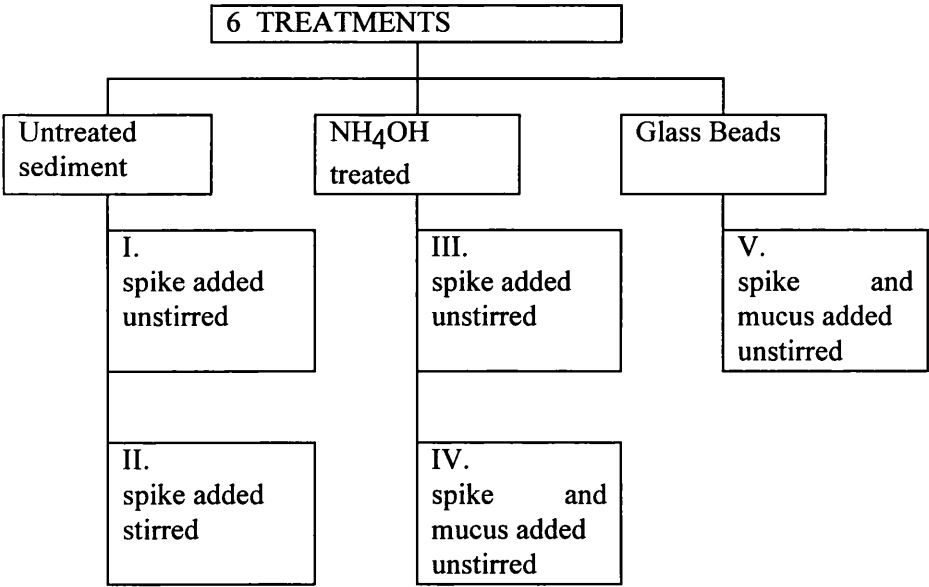 6 TREATMENTS
Untreated
sediment
NH4OH
treated
Glass Beads
I.
spike added
unstirred
III.
spike added
unstirred
V.
spike and
mucus added
unstirred
II.
spike added
stirred
IV.
spike and
mucus added
unstirred